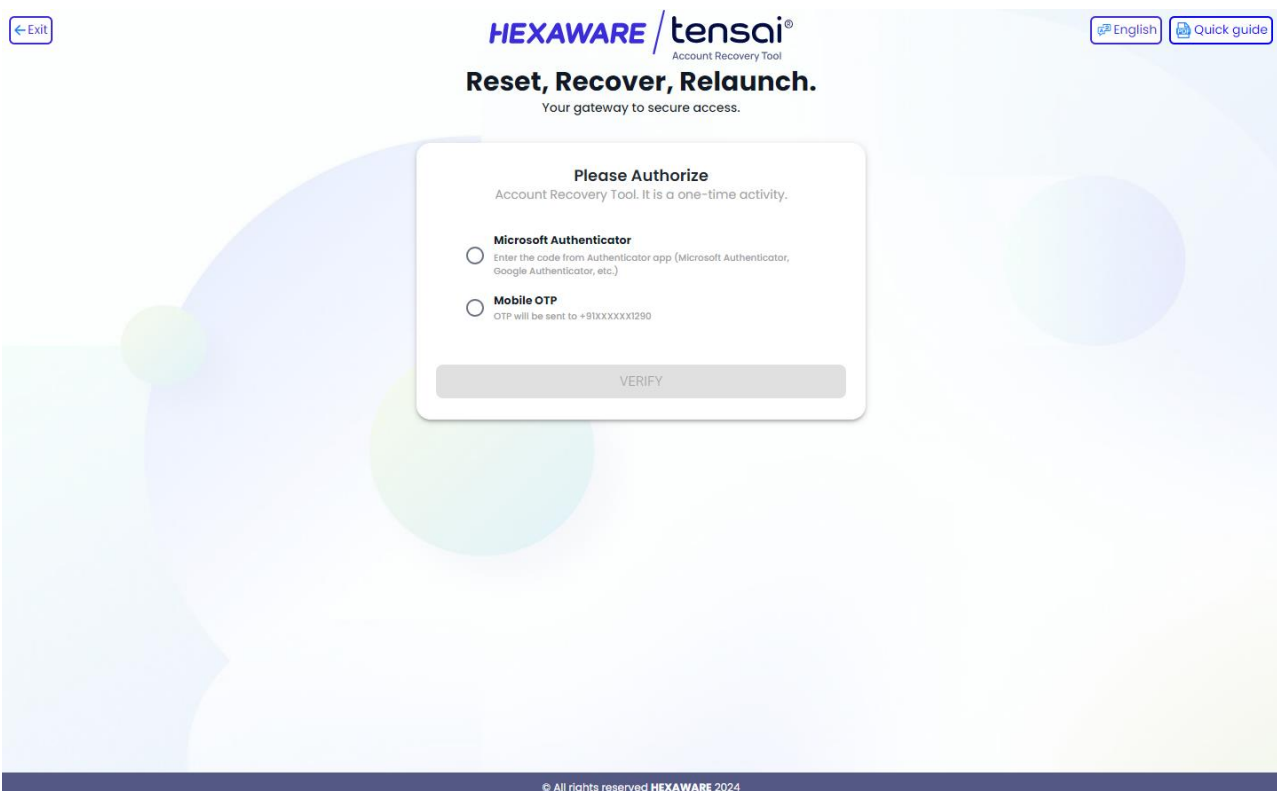 Exit
HEXAWARE / tensai®
Account Recovery Tool
English
Quick guide
Reset, Recover, Relaunch.
Your gateway to secure access.
Please Authorize
Account Recovery Tool. It is a one-time activity.
Microsoft Authenticator
Enter the code from Authenticator app (Microsoft Authenticator,
Google Authenticator, etc.)
Mobile OTP
OTP will be sent to +91XXXXXX1290
VERIFY
© All rights reserved HEXAWARE 2024